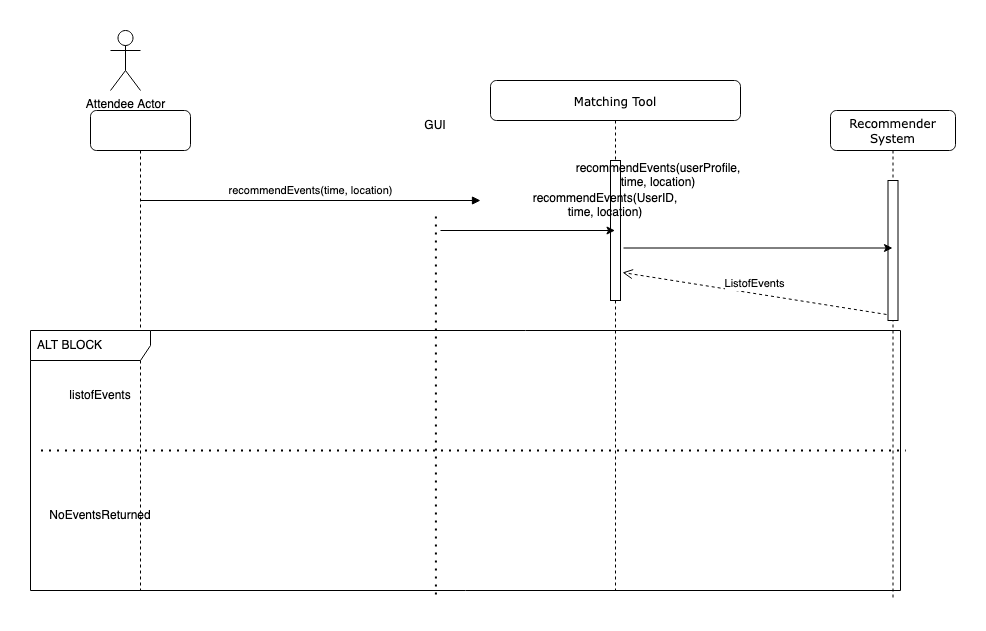 Attendee Actor
GUI
Matching Tool
Recommender
System
recommendEvents(userProfile,
time, location)
recommendEvents(time, location)
recommendEvents(UserID,
time, location)
ListofEvents
ALT BLOCK
listofEvents
NoEventsReturned